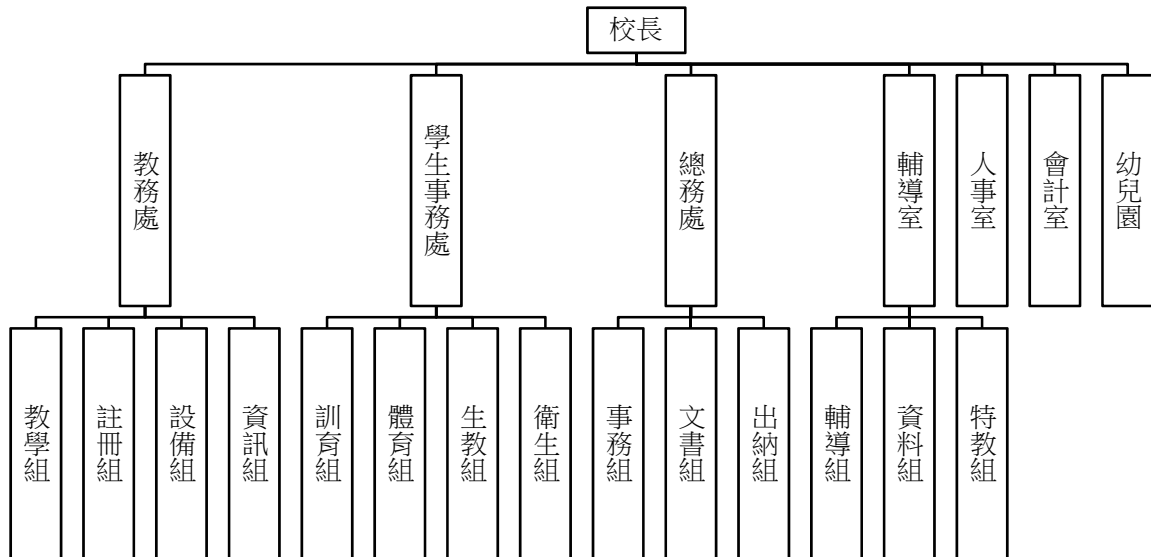 校長
教務處
學生事務處
總務處
輔導室
人事室
會計室
幼兒園
教學組
註冊組
設備組
資訊組
訓育組
體育組
生教組
衛生組
事務組
文書組
出納組
輔導組
資料組
特教組